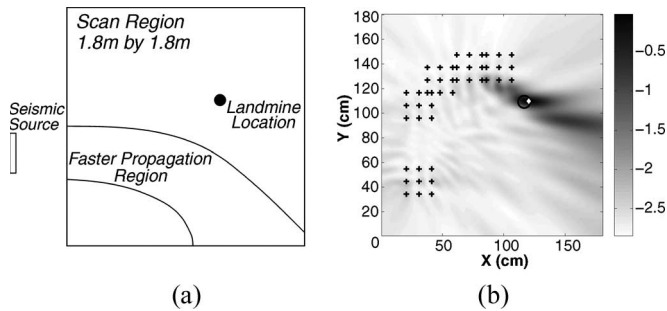 Scan Region
1.8m by 1.8m
Seismic
Source
Landmine
Location
Faster Propagation
Region
(a)
180
160
140
120
100
80
60
40
20
0
Y (cm)
0
50
100
150
X (cm)
−0.5
−1
−1.5
−2
−2.5
(b)